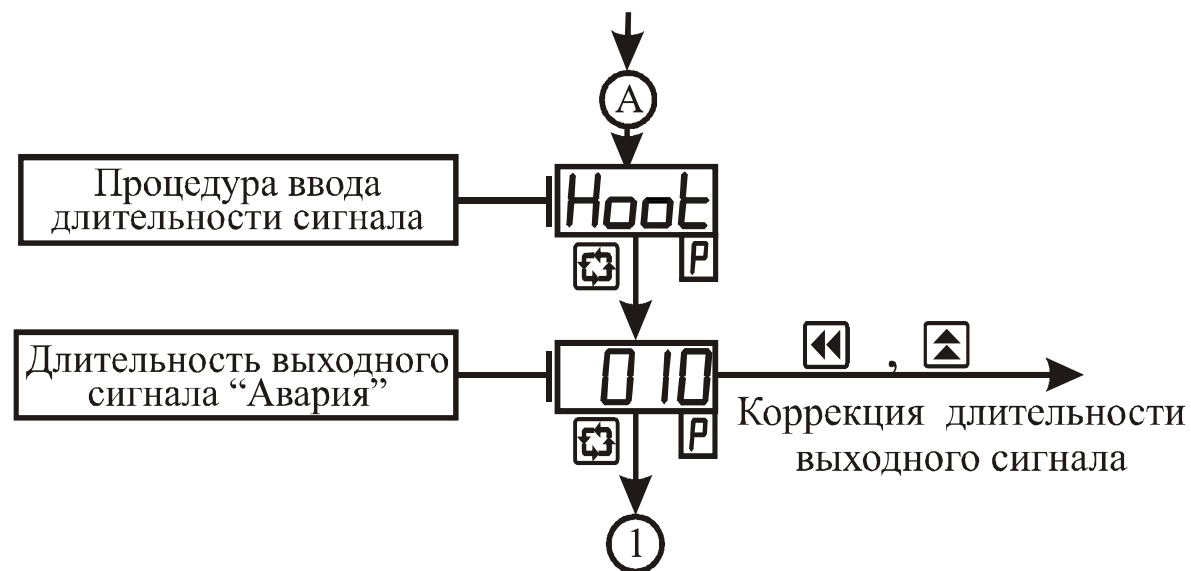 А
Процедура ввода
длительности сигнала
Hoot
P
Длительность выходного
сигнала “Авария”
010
,
P
Коррекция длительности
выходного сигнала
1